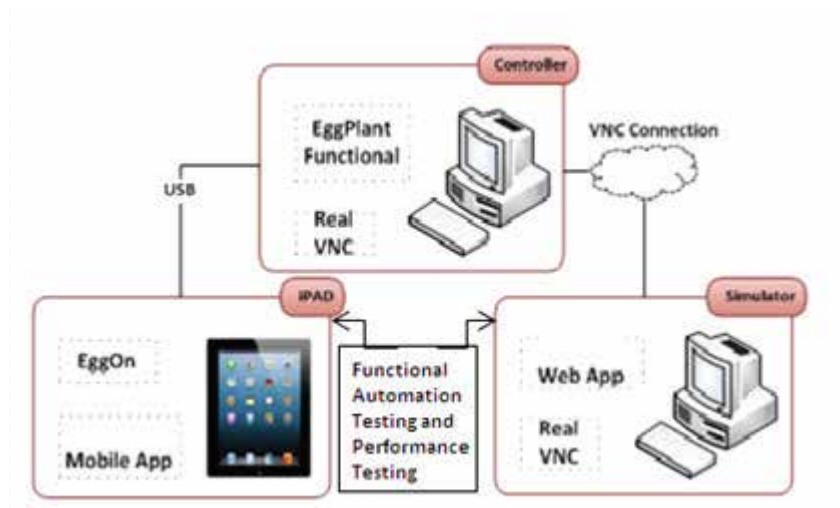 Controller
EggPlant
Functional
VNC Connection
USB
Real
VNC
iPAD
Simulator
EggOn
Mobile App
Functional
Automation
Testing and
Performance
Testing
Web App
Real
VNC